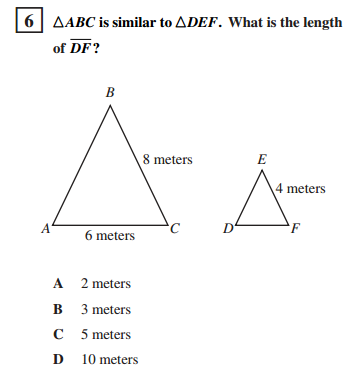 6 △ABC is similar to △DEF. What is the length
of D̅F̅?
B
8 meters
E
4 meters
A
C
D
F
6 meters
A 2 meters
B 3 meters
C 5 meters
D 10 meters